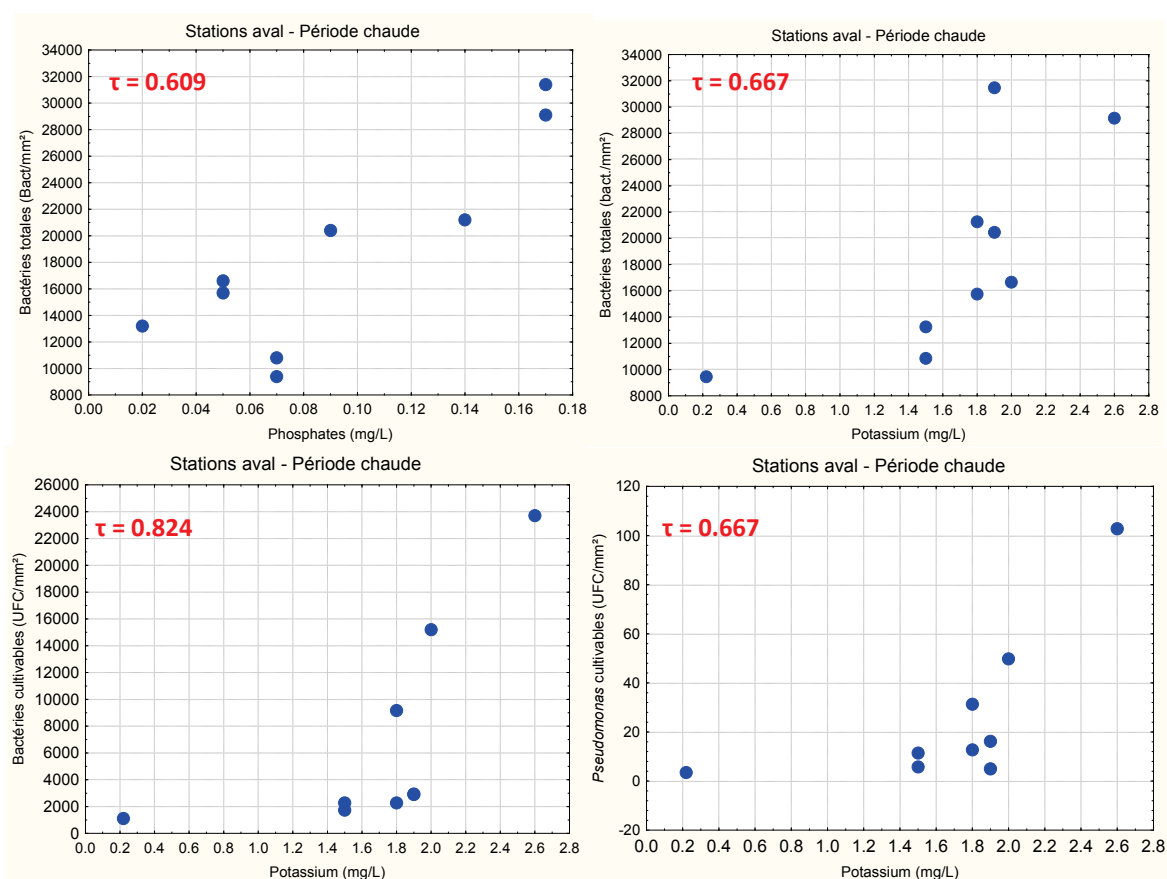 Stations aval - Période chaude
τ = 0.609
Bactéries totales (Bact/mm²)
34000
32000
30000
28000
26000
24000
22000
20000
18000
16000
14000
12000
10000
8000
0.00 0.02 0.04 0.06 0.08 0.10 0.12 0.14 0.16 0.18
Phosphates (mg/L)
Stations aval - Période chaude
τ = 0.667
Bactéries totales (bact./mm²)
34000
32000
30000
28000
26000
24000
22000
20000
18000
16000
14000
12000
10000
8000
0.0 0.2 0.4 0.6 0.8 1.0 1.2 1.4 1.6 1.8 2.0 2.2 2.4 2.6 2.8
Potassium (mg/L)
Stations aval - Période chaude
τ = 0.824
Bactéries cultivables (UFC/mm²)
26000
24000
22000
20000
18000
16000
14000
12000
10000
8000
6000
4000
2000
0
0.0 0.2 0.4 0.6 0.8 1.0 1.2 1.4 1.6 1.8 2.0 2.2 2.4 2.6 2.8
Potassium (mg/L)
Stations aval - Période chaude
τ = 0.667
Pseudomonas cultivables (UFC/mm²)
120
100
80
60
40
20
0
-20
0.0 0.2 0.4 0.6 0.8 1.0 1.2 1.4 1.6 1.8 2.0 2.2 2.4 2.6 2.8
Potassium (mg/L)